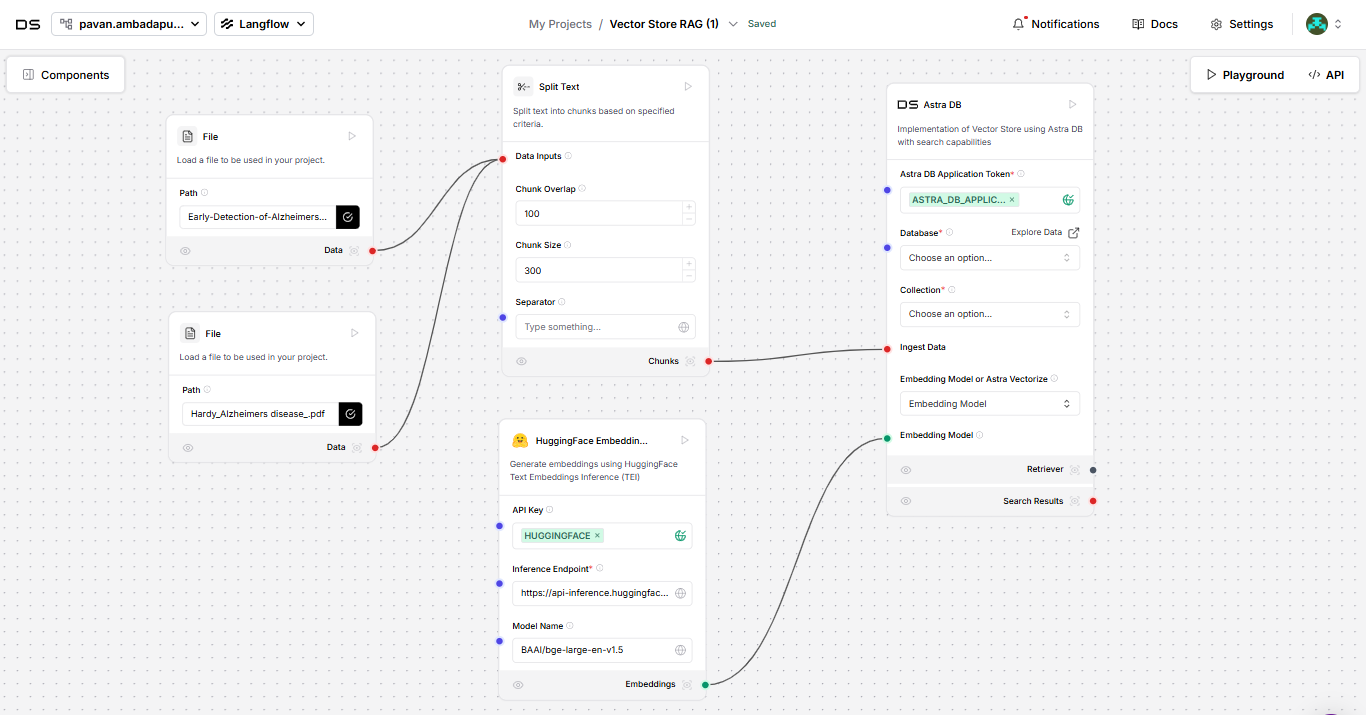 DS pavan.ambadapu... Langflow My Projects / Vector Store RAG (1) Saved Notifications Docs Settings
Components
Playground API
File
Load a file to be used in your project.
Path
Early-Detection-of-Alzheimers...
Data
File
Load a file to be used in your project.
Path
Hardy_Alzheimers disease_.pdf
Data
Split Text
Split text into chunks based on specified
criteria.
Data Inputs
Chunk Overlap
100
Chunk Size
300
Separator
Type something...
Chunks
HuggingFace Embeddin...
Generate embeddings using HuggingFace
Text Embeddings Inference (TEI)
API Key
HUGGINGFACE ×
Inference Endpoint*
https://api-inference.huggingfac...
Model Name
BAAI/bge-large-en-v1.5
Embeddings
DS Astra DB
Implementation of Vector Store using Astra DB
with search capabilities
Astra DB Application Token*
ASTRA_DB_APPLIC... ×
Database* Explore Data
Choose an option...
Collection*
Choose an option...
Ingest Data
Embedding Model or Astra Vectorize
Embedding Model
Embedding Model
Retriever
Search Results